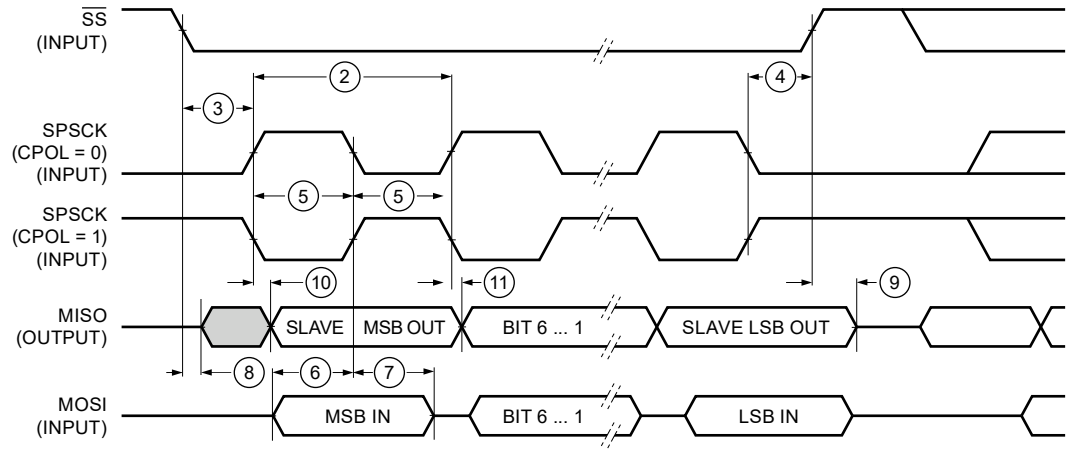 SS
(INPUT)
2
4
3
SPSCK
(CPOL = 0)
(INPUT)
5
5
SPSCK
(CPOL = 1)
(INPUT)
10
11
9
MISO
(OUTPUT)
SLAVE
MSB OUT
BIT 6 ... 1
SLAVE LSB OUT
8
6
7
MOSI
(INPUT)
MSB IN
BIT 6 ... 1
LSB IN